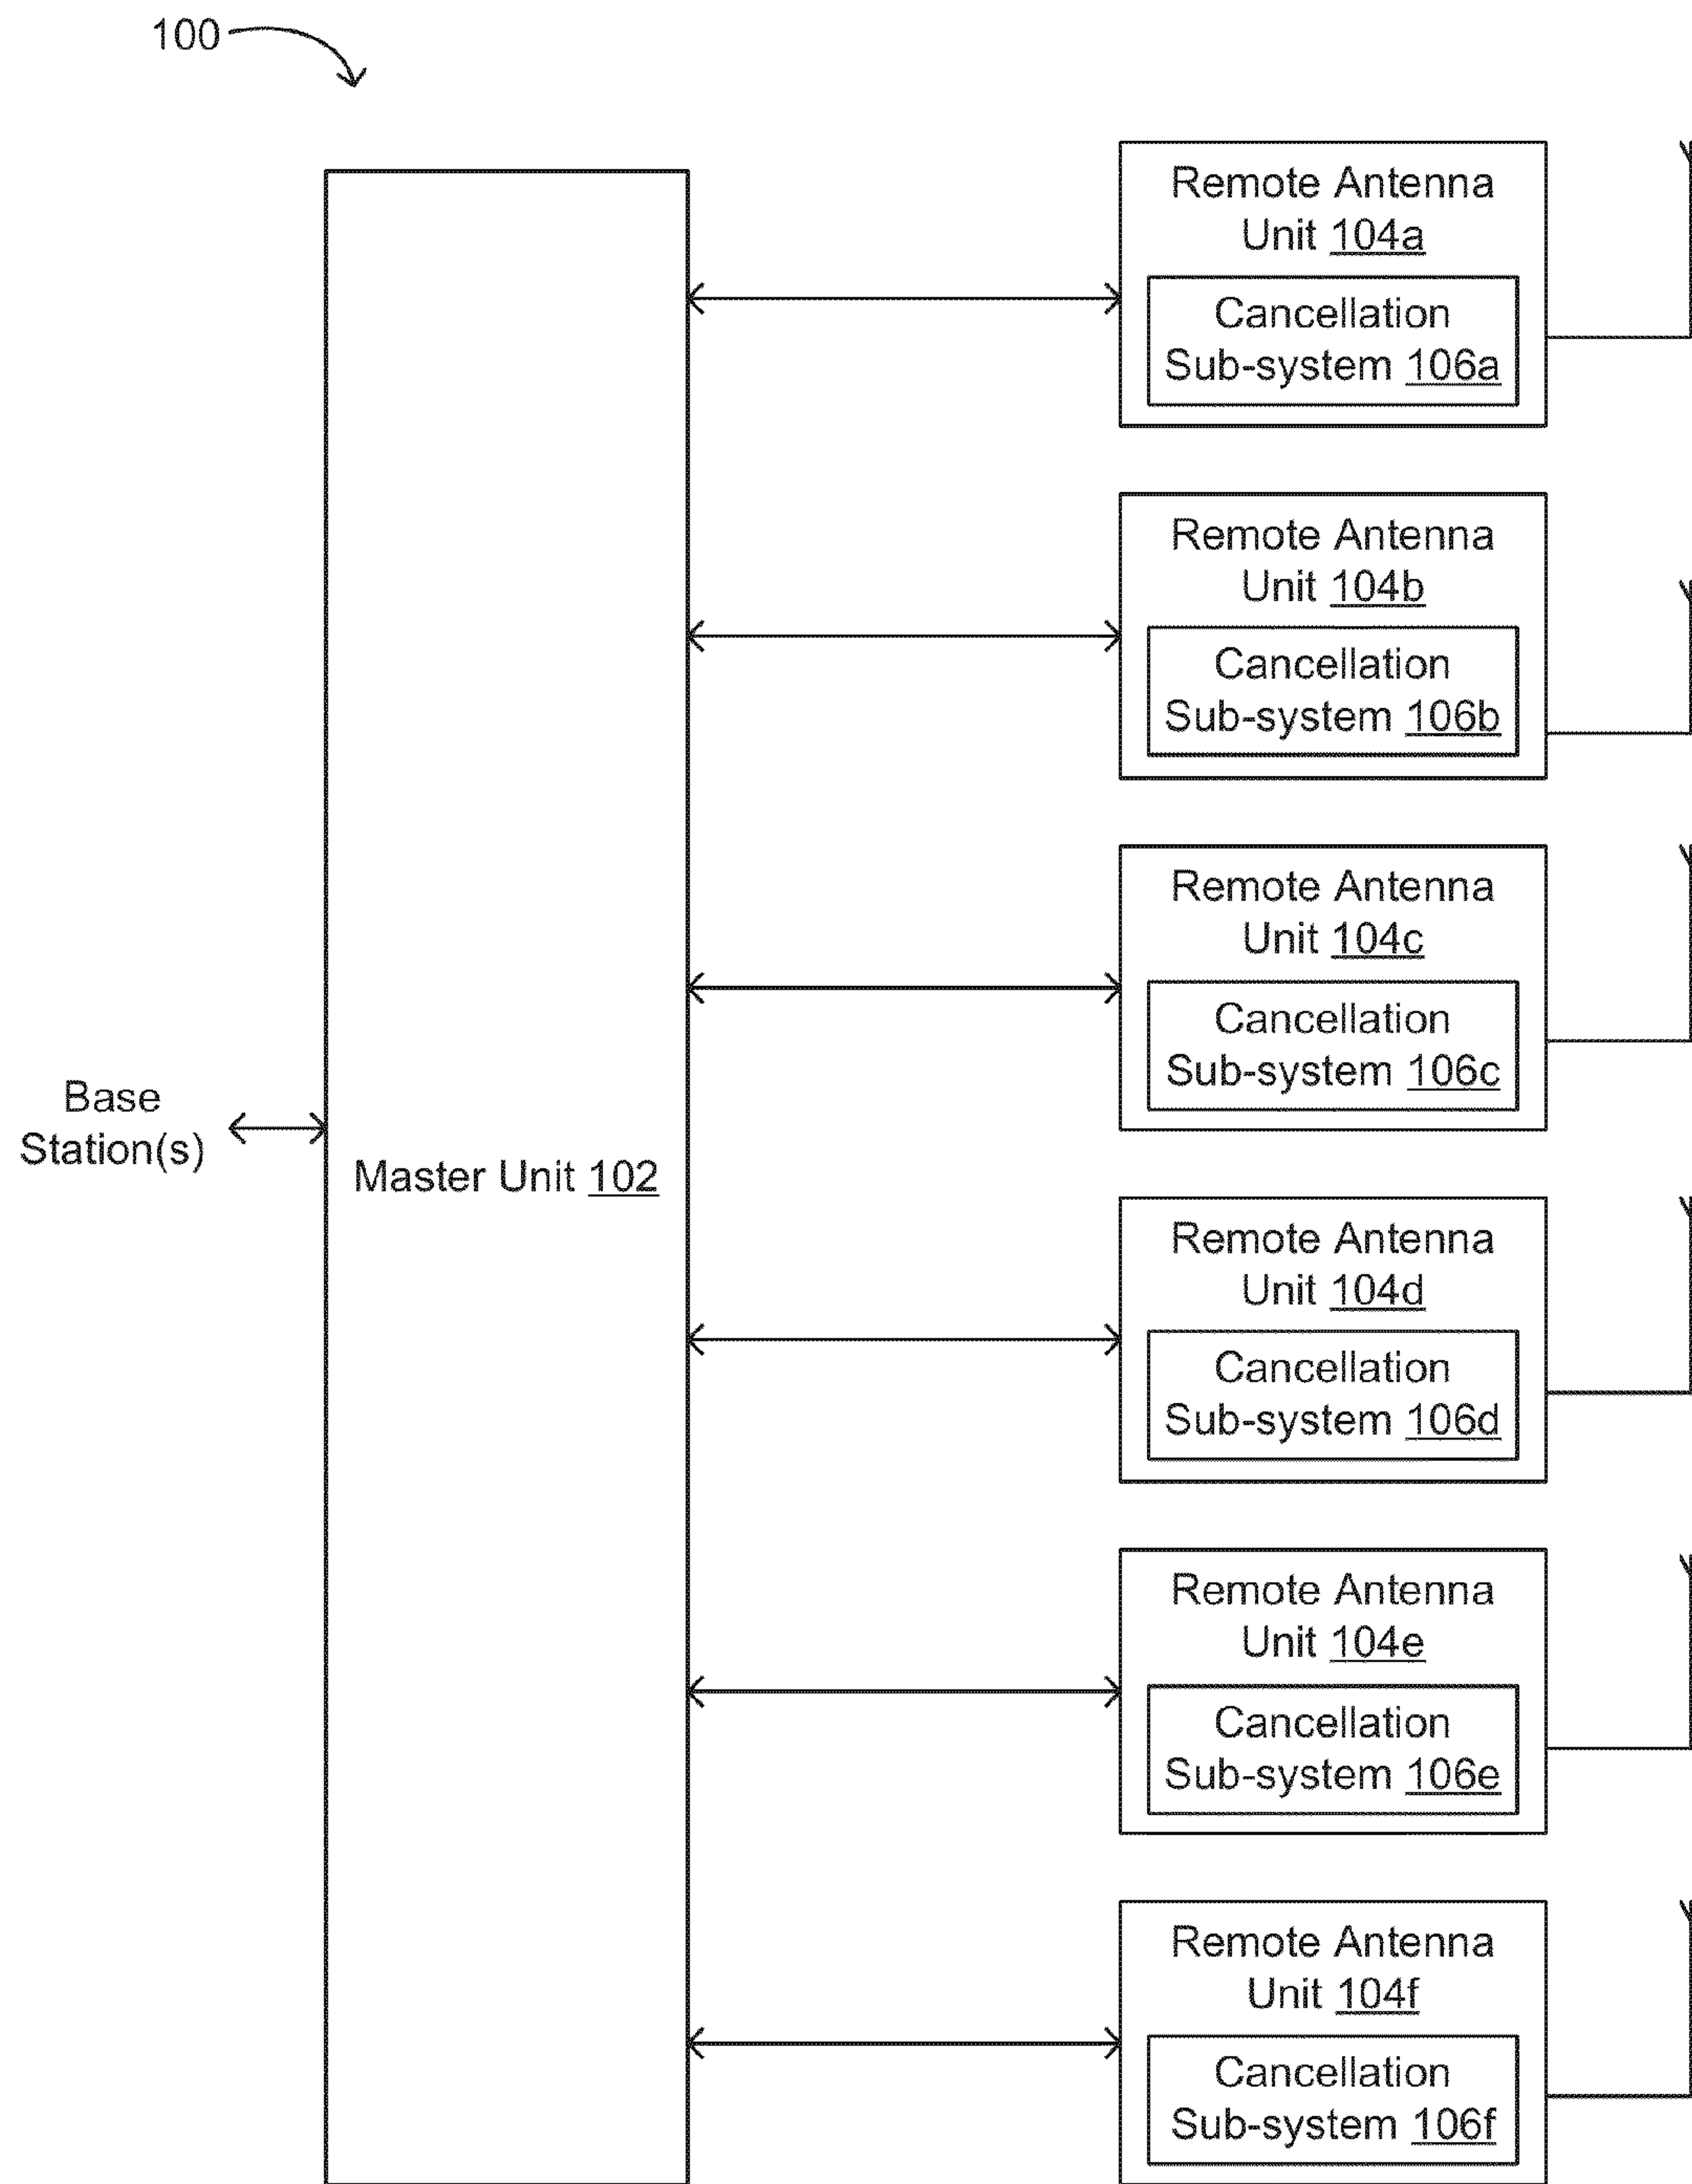 100
Remote Antenna
Unit 104a
Cancellation
Sub-system 106a
Remote Antenna
Unit 104b
Cancellation
Sub-system 106b
Remote Antenna
Unit 104c
Cancellation
Sub-system 106c
Base
Station(s)
Master Unit 102
Remote Antenna
Unit 104d
Cancellation
Sub-system 106d
Remote Antenna
Unit 104e
Cancellation
Sub-system 106e
Remote Antenna
Unit 104f
Cancellation
Sub-system 106f